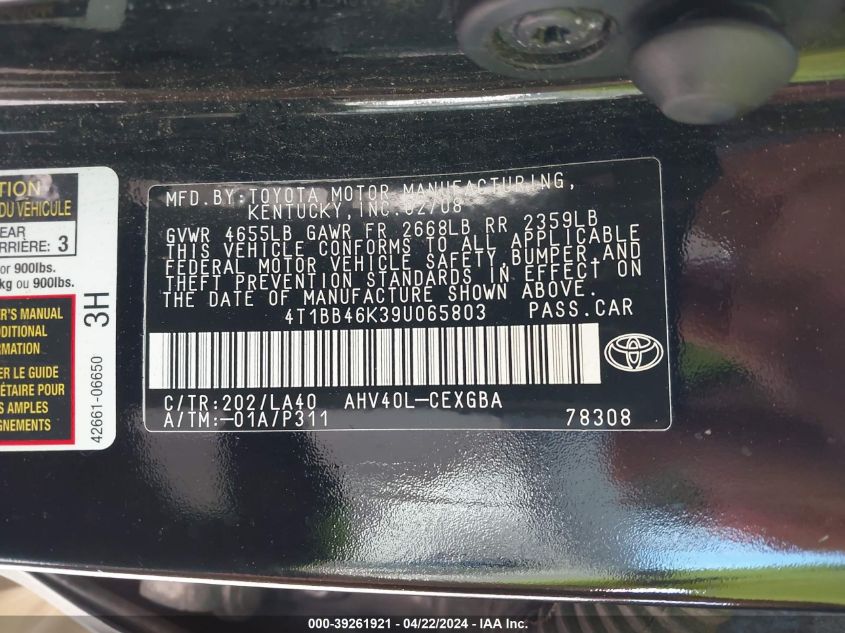 TION
DU VÉHICULE
EAR
ARRIÈRE: 3
or 900lbs.
kg ou 900lbs.
3H
R'S MANUAL
DDITIONAL
RMATION
ER LE GUIDE
ÉTAIRE POUR
ES AMPLES
GNEMENTS
42661-06650
MFD.BY:TOYOTA MOTOR MANUFACTURING,
KENTUCKY,INC. 02/08
GVWR 4655LB GAWR FR 2668LB RR 2359LB
THIS VEHICLE CONFORMS TO ALL APPLICABLE
FEDERAL MOTOR VEHICLE SAFETY,BUMPER,AND
THEFT PREVENTION STANDARDS IN EFFECT ON
THE DATE OF MANUFACTURE SHOWN ABOVE.
4T1BB46K39U065803 PASS.CAR
C/TR:202/LA40 AHV40L-CEXGBA
A/TM:-01A/P311 78308
000-39261921 - 04/22/2024 - IAA Inc.